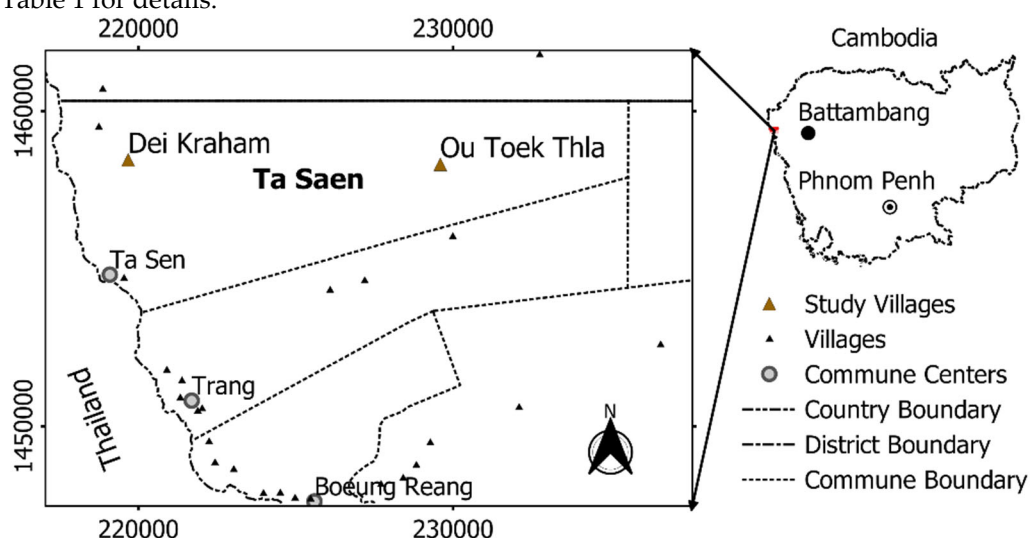 Table 1 for details.
220000
230000
Cambodia
1460000
Battambang
Dei Kraham
Ou Toek Thla
Ta Saen
Phnom Penh
Ta Sen
Study Villages
Villages
Trang
Commune Centers
Thailand
N
Country Boundary
1450000
District Boundary
Boeung Reang
Commune Boundary
220000
230000